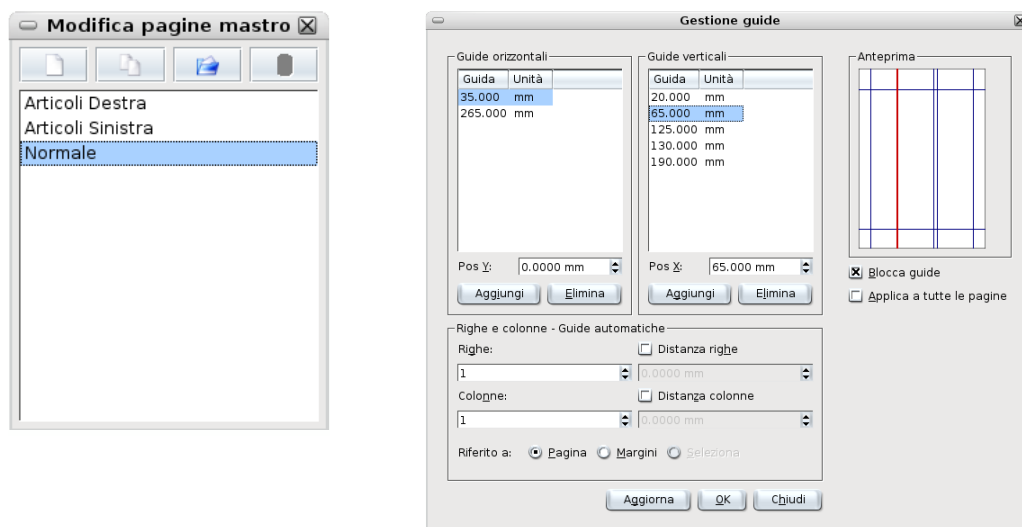 Modifica pagine mastro
Articoli Destra
Articoli Sinistra
Normale
Gestione guide
Guide orizzontali
Guida Unità
35.000 mm
265.000 mm
Pos Y: 0.0000 mm
Aggiungi Elimina
Guide verticali
Guida Unità
20.000 mm
65.000 mm
125.000 mm
130.000 mm
190.000 mm
Pos X: 65.000 mm
Aggiungi Elimina
Anteprima
Blocca guide
Applica a tutte le pagine
Righe e colonne - Guide automatiche
Righe: Distanza righe
1 0.0000 mm
Colonne: Distanza colonne
1 0.0000 mm
Riferito a: Pagina Margini Seleziona
Aggiorna OK Chiudi